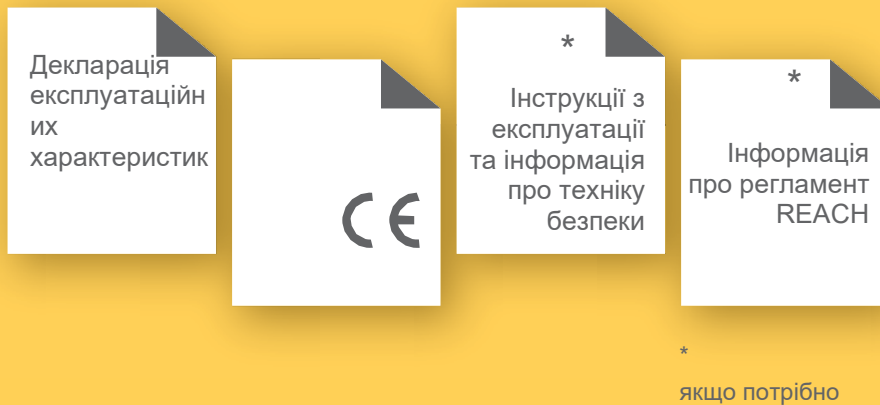 Декларація
експлуатаційн
их
характеристик
CE
*
Інструкції з
експлуатації
та інформація
про техніку
безпеки
*
Інформація
про регламент
REACH
*
якщо потрібно